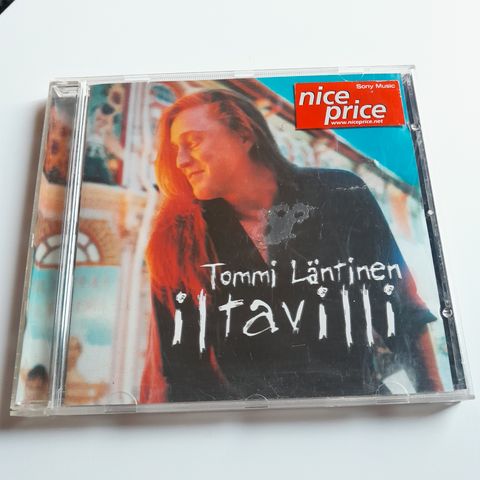 Sony Music
nice
price
www.niceprice.net
Tommi Läntinen
iltavilli